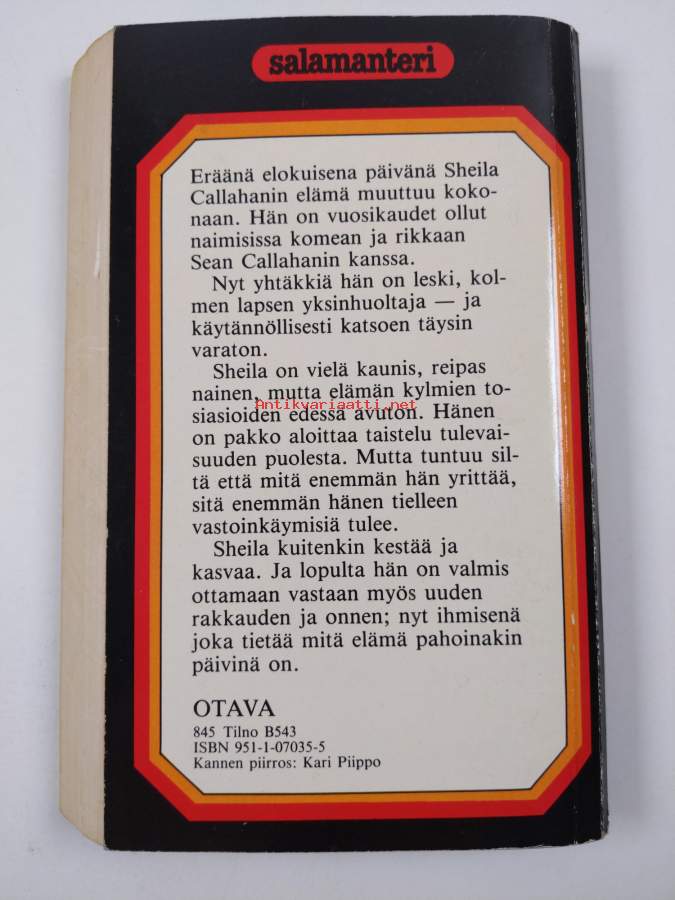 salamanteri
Eräänä elokuisena päivänä Sheila
Callahanin elämä muuttuu koko-
naan. Hän on vuosikaudet ollut
naimisissa komean ja rikkaan
Sean Callahanin kanssa.
Nyt yhtäkkiä hän on leski, kol-
men lapsen yksinhuoltaja — ja
käytännöllisesti katsoen täysin
varaton.
Sheila on vielä kaunis, reipas
nainen, mutta elämän kylmien to-
Antikvariaatti.net
siasioiden edessä avuton. Hänen
on pakko aloittaa taistelu tulevai-
suuden puolesta. Mutta tuntuu sil-
tä että mitä enemmän hän yrittää,
sitä enemmän hänen tielleen
vastoinkäymisiä tulee.
Sheila kuitenkin kestää ja
kasvaa. Ja lopulta hän on valmis
ottamaan vastaan myös uuden
rakkauden ja onnen; nyt ihmisenä
joka tietää mitä elämä pahoinakin
päivinä on.
OTAVA
845 Tilno B543
ISBN 951-1-07035-5
Kannen piirros: Kari Piippo